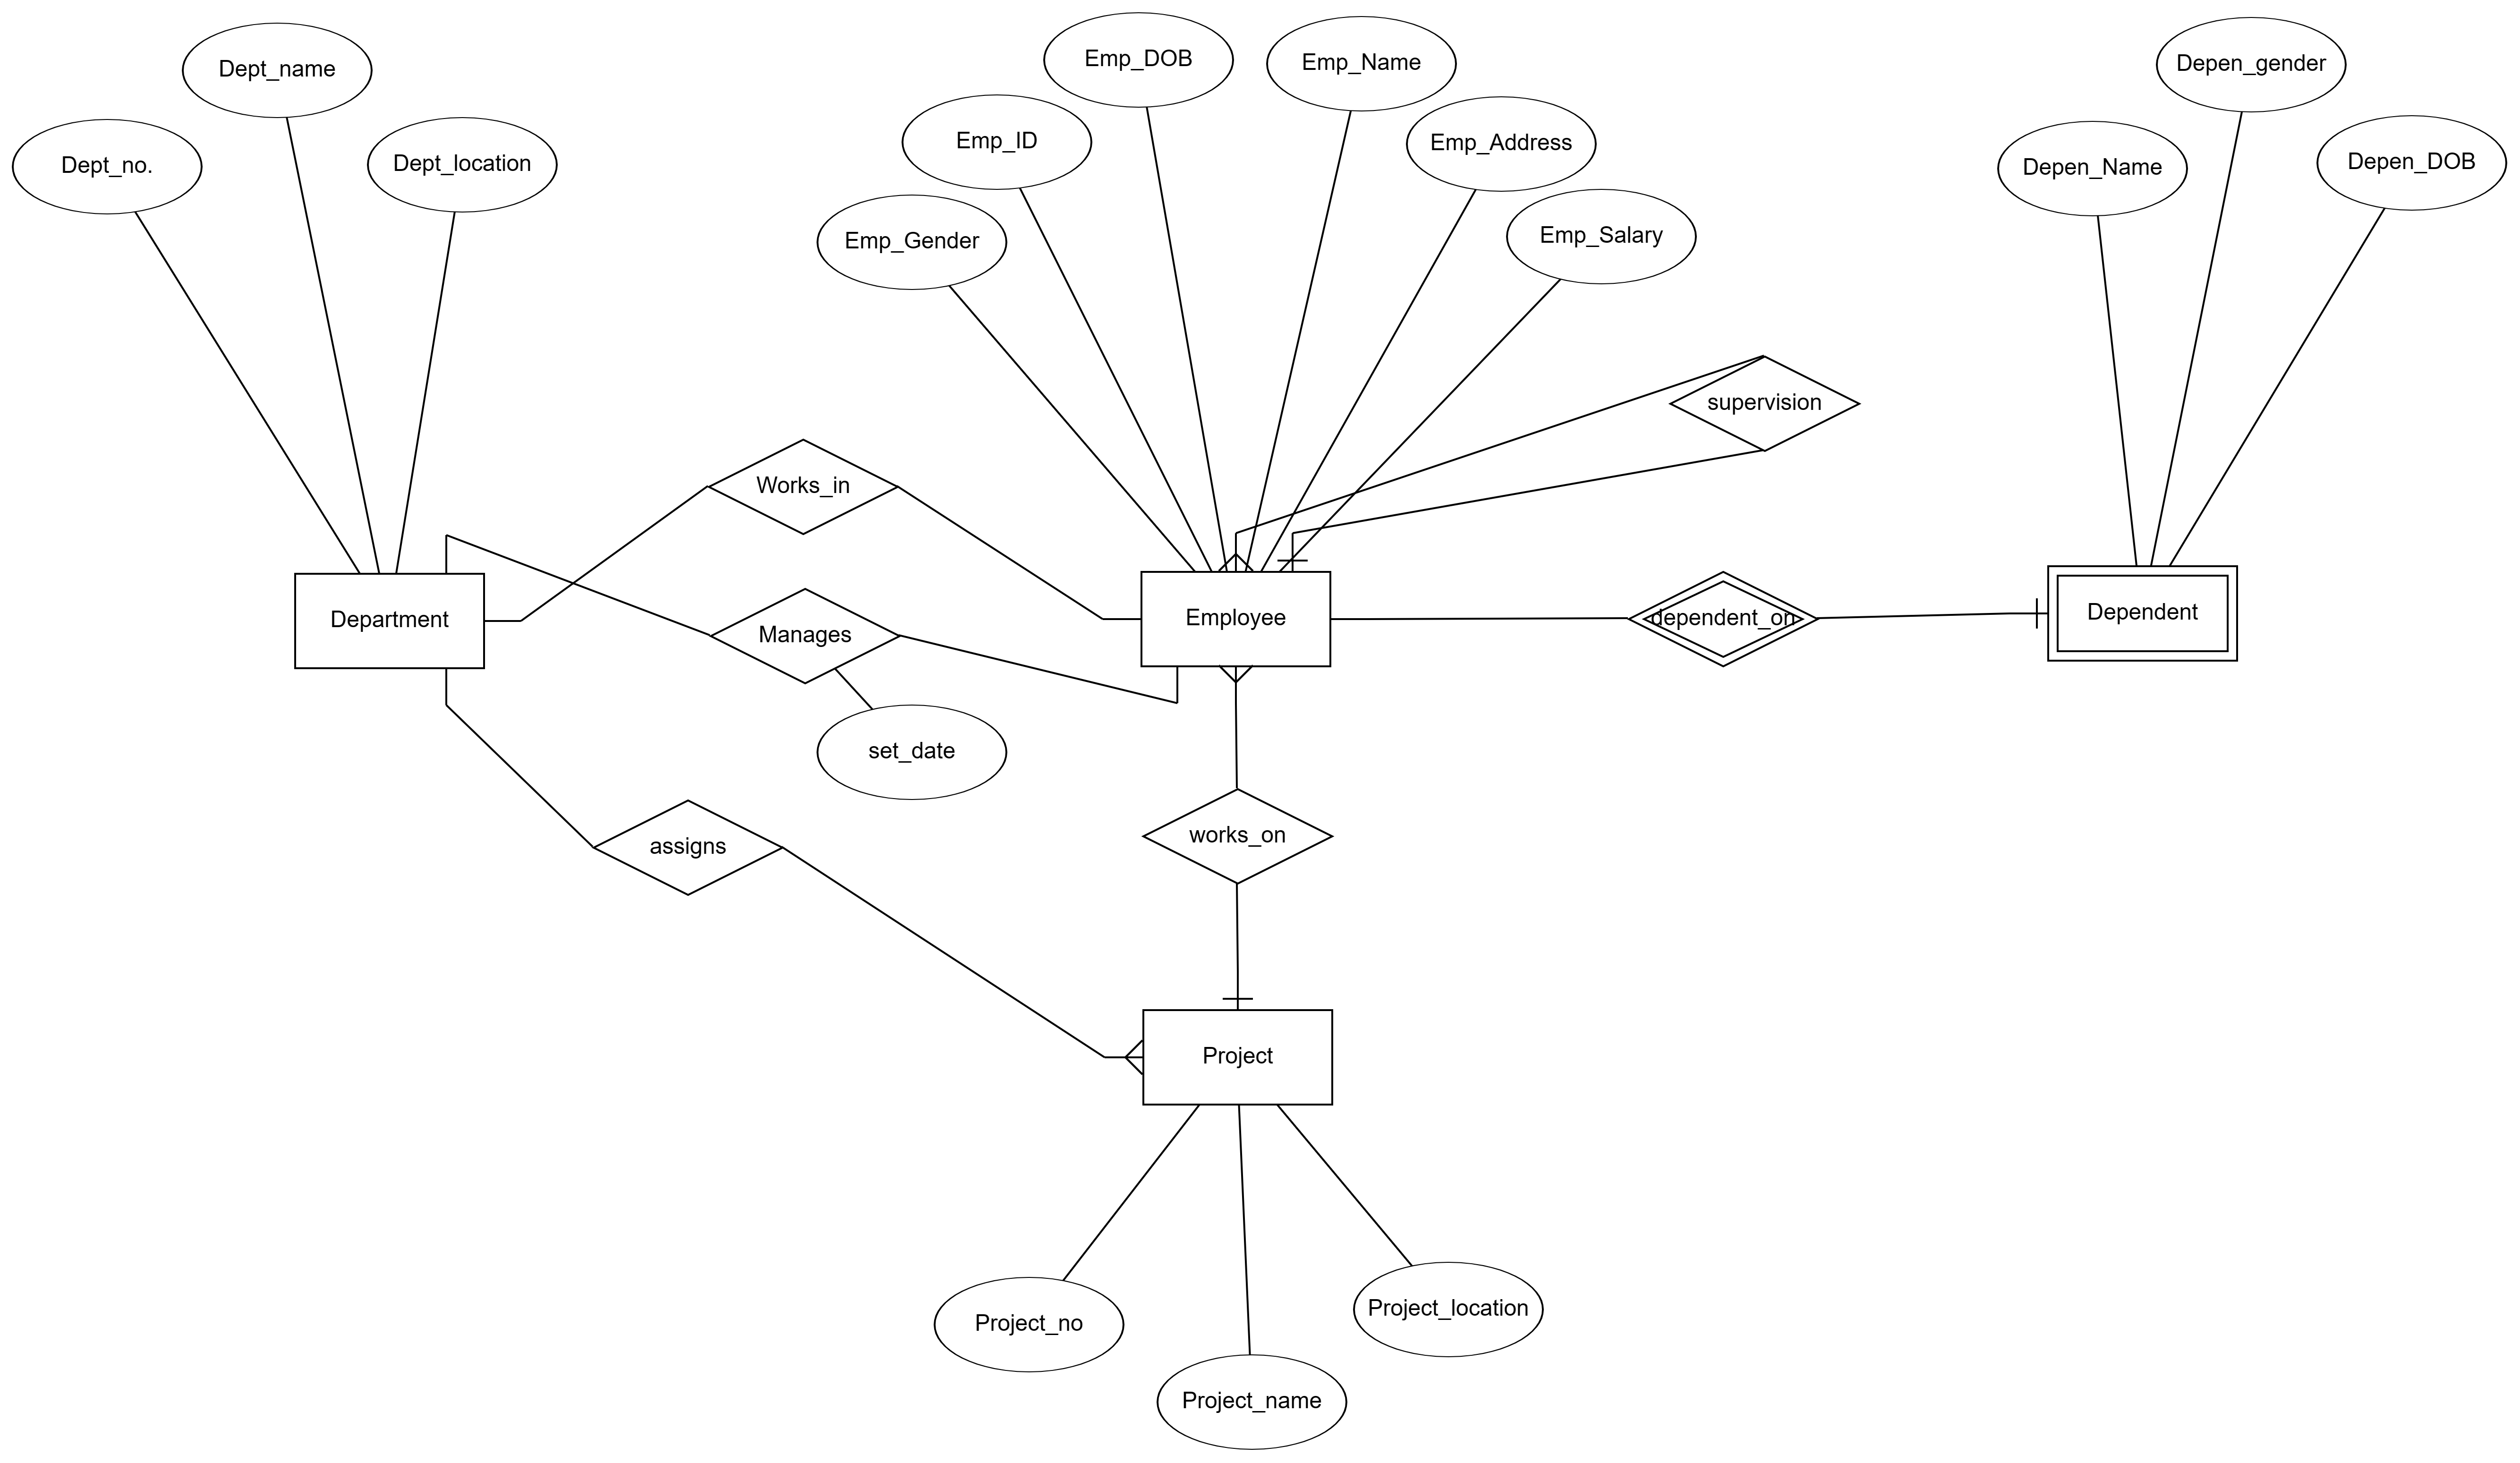 Emp_DOB
Emp_Name
Depen_gender
Dept_name
Emp_ID
Emp_Address
Depen_DOB
Dept_no.
Dept_location
Depen_Name
Emp_Gender
Emp_Salary
supervision
Works_in
Department
Manages
Employee
dependent_on
Dependent
set_date
assigns
works_on
Project
Project_no
Project_location
Project_name